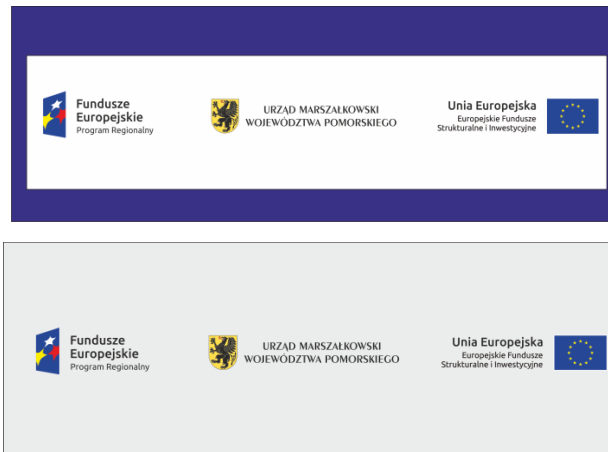 Fundusze
Europejskie
Program Regionalny
URZĄD MARSZAŁKOWSKI
WOJEWÓDZTWA POMORSKIEGO
Unia Europejska
Europejskie Fundusze
Strukturalne i Inwestycyjne
Fundusze
Europejskie
Program Regionalny
URZĄD MARSZAŁKOWSKI
WOJEWÓDZTWA POMORSKIEGO
Unia Europejska
Europejskie Fundusze
Strukturalne i Inwestycyjne